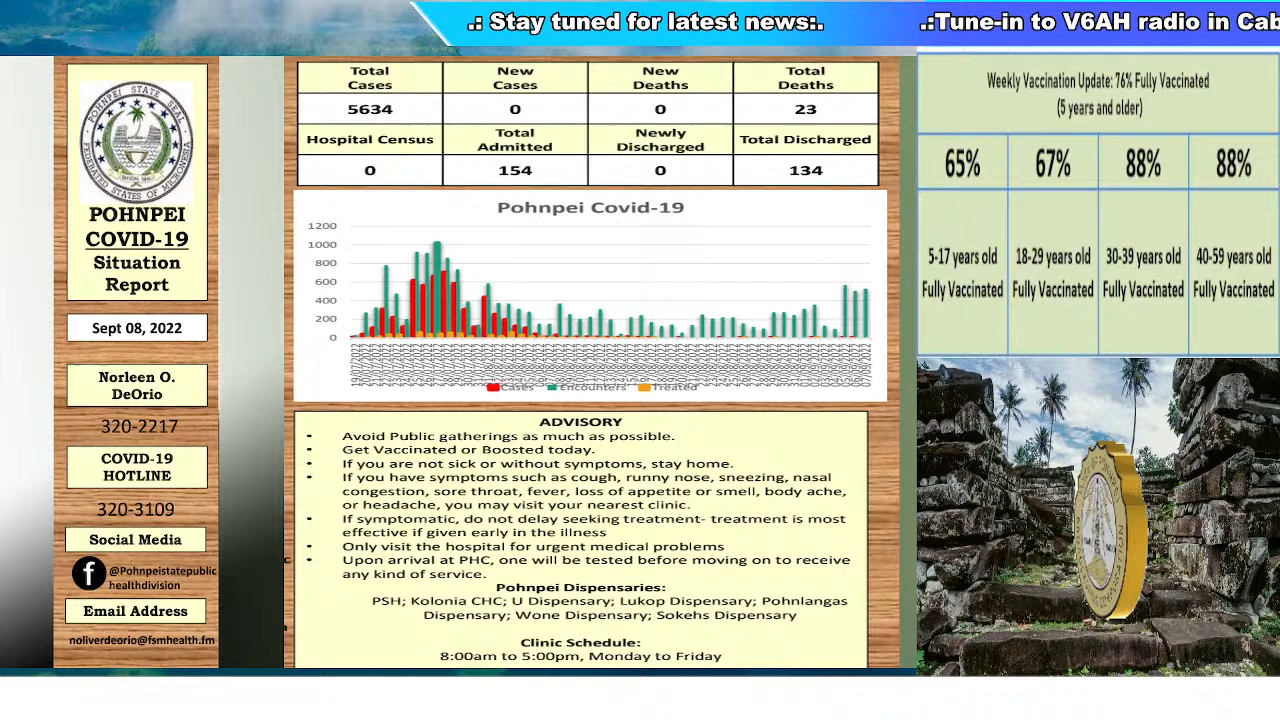 .: Stay tuned for latest news:.
.:Tune-in to V6AH radio in Cab
POHNPEI STATE SEAL
FEDERATED STATES OF MICRONESIA
POHNPEI
COVID-19
Situation
Report
Sept 08, 2022
Norleen O.
DeOrio
320-2217
COVID-19
HOTLINE
320-3109
Social Media
@Pohnpeistatepublic
healthdivision
Email Address
noliverdeorio@fsmhealth.fm
Total Cases New Cases New Deaths Total Deaths
5634 0 0 23
Hospital Census Total Admitted Newly Discharged Total Discharged
0 154 0 134
Pohnpei Covid-19
1200
1000
800
600
400
200
0
Cases Encounters Treated
ADVISORY
• Avoid Public gatherings as much as possible.
• Get Vaccinated or Boosted today.
• If you are not sick or without symptoms, stay home.
• If you have symptoms such as cough, runny nose, sneezing, nasal
congestion, sore throat, fever, loss of appetite or smell, body ache,
or headache, you may visit your nearest clinic.
• If symptomatic, do not delay seeking treatment- treatment is most
effective if given early in the illness
• Only visit the hospital for urgent medical problems
• Upon arrival at PHC, one will be tested before moving on to receive
any kind of service.
Pohnpei Dispensaries:
PSH; Kolonia CHC; U Dispensary; Lukop Dispensary; Pohnlangas
Dispensary; Wone Dispensary; Sokehs Dispensary
Clinic Schedule:
8:00am to 5:00pm, Monday to Friday
Weekly Vaccination Update: 76% Fully Vaccinated
(5 years and older)
65% 67% 88% 88%
5-17 years old 18-29 years old 30-39 years old 40-59 years old
Fully Vaccinated Fully Vaccinated Fully Vaccinated Fully Vaccinated